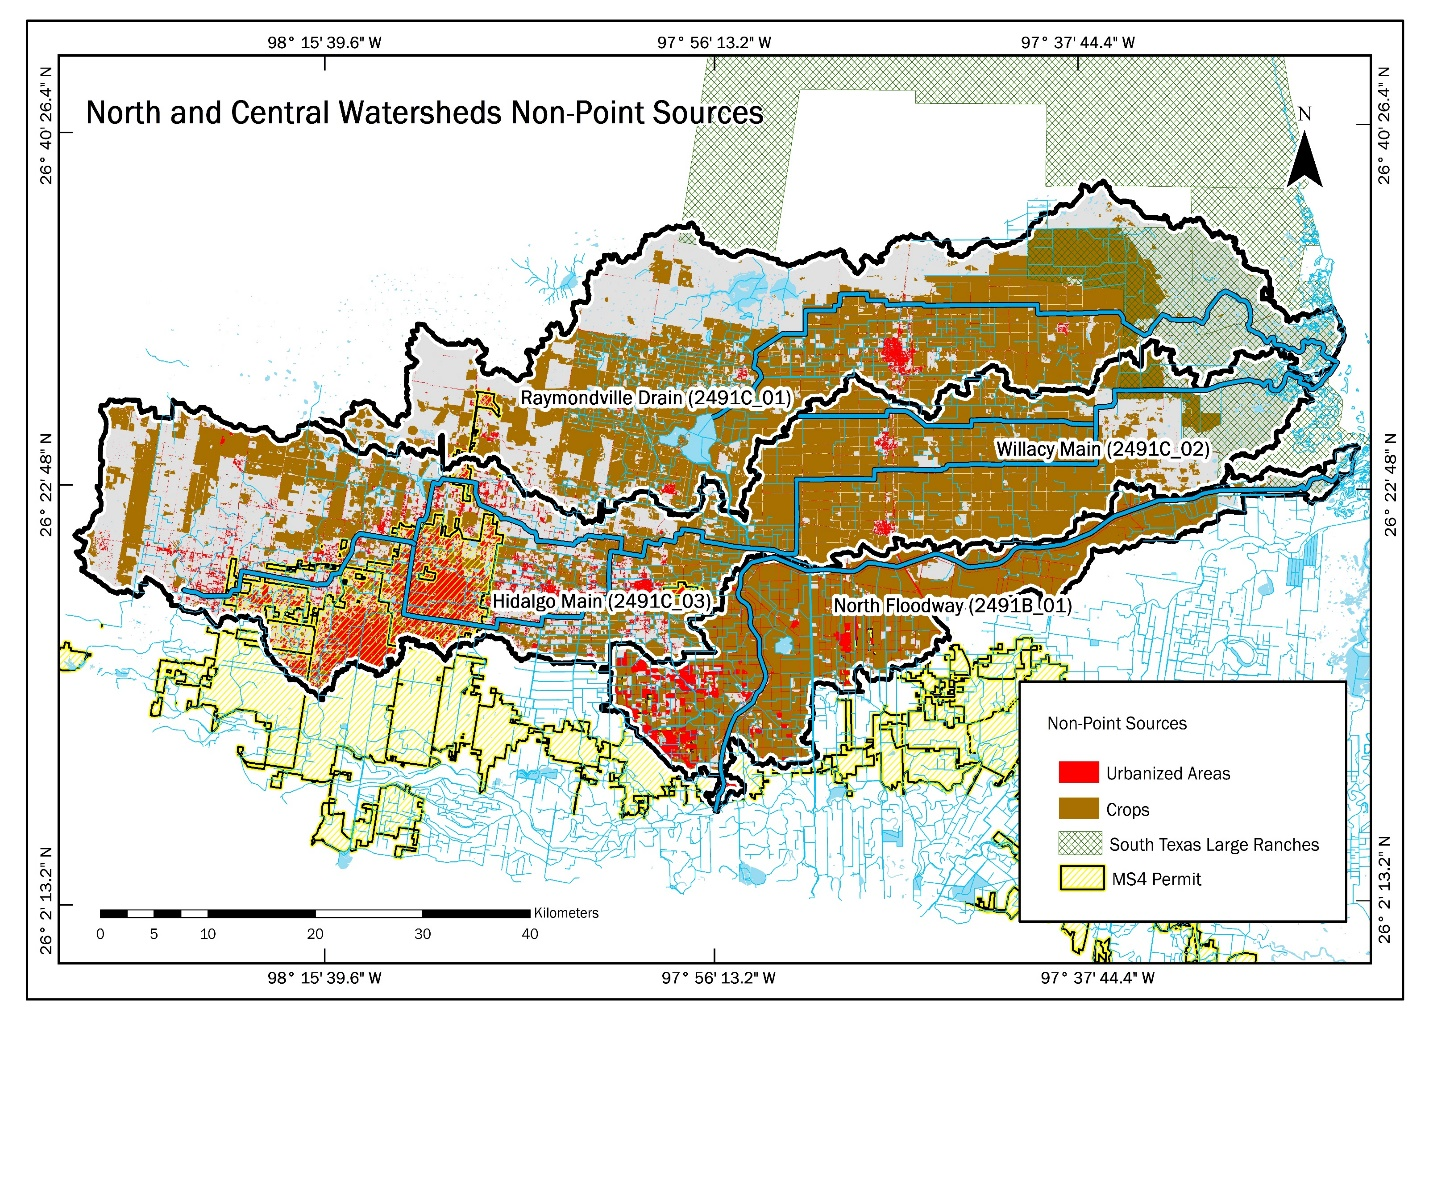 98° 15' 39.6" W
97° 56' 13.2" W
97° 37' 44.4" W
26° 40' 26.4" N
26° 40' 26.4" N
North and Central Watersheds Non-Point Sources
N
Raymondville Drain (2491C_01)
Willacy Main (2491C_02)
26° 22' 48" N
26° 22' 48" N
Hidalgo Main (2491C_03)
North Floodway (2491B_01)
Non-Point Sources
Urbanized Areas
Crops
South Texas Large Ranches
MS4 Permit
26° 2' 13.2" N
26° 2' 13.2" N
Kilometers
0 5 10 20 30 40
98° 15' 39.6" W
97° 56' 13.2" W
97° 37' 44.4" W